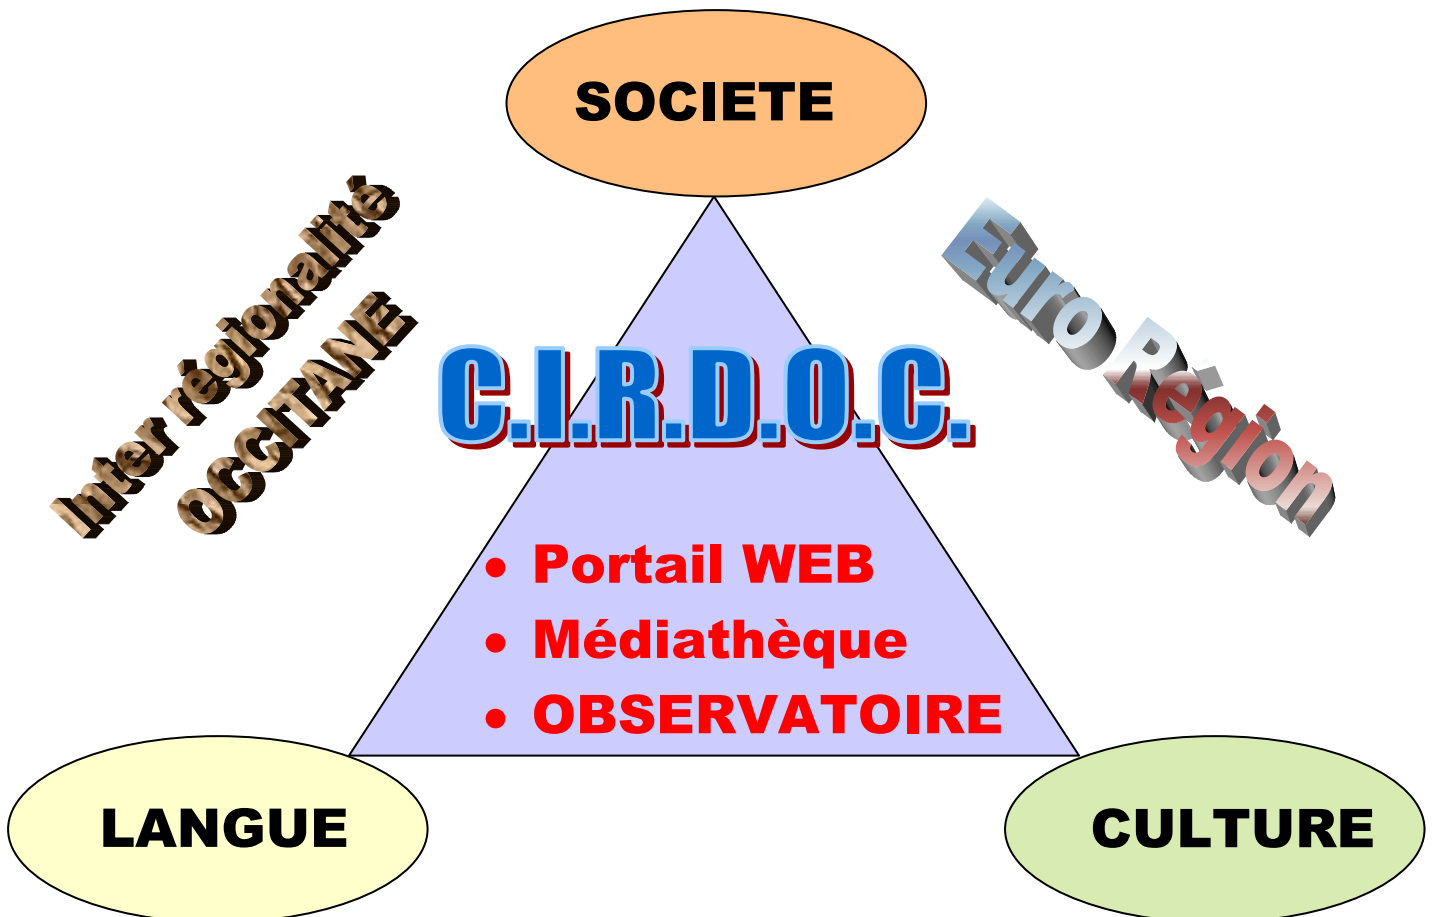 SOCIETE
Inter régionalité
OCCITANE
Euro Région
C.I.R.D.O.C.
• Portail WEB
• Médiathèque
• OBSERVATOIRE
LANGUE
CULTURE